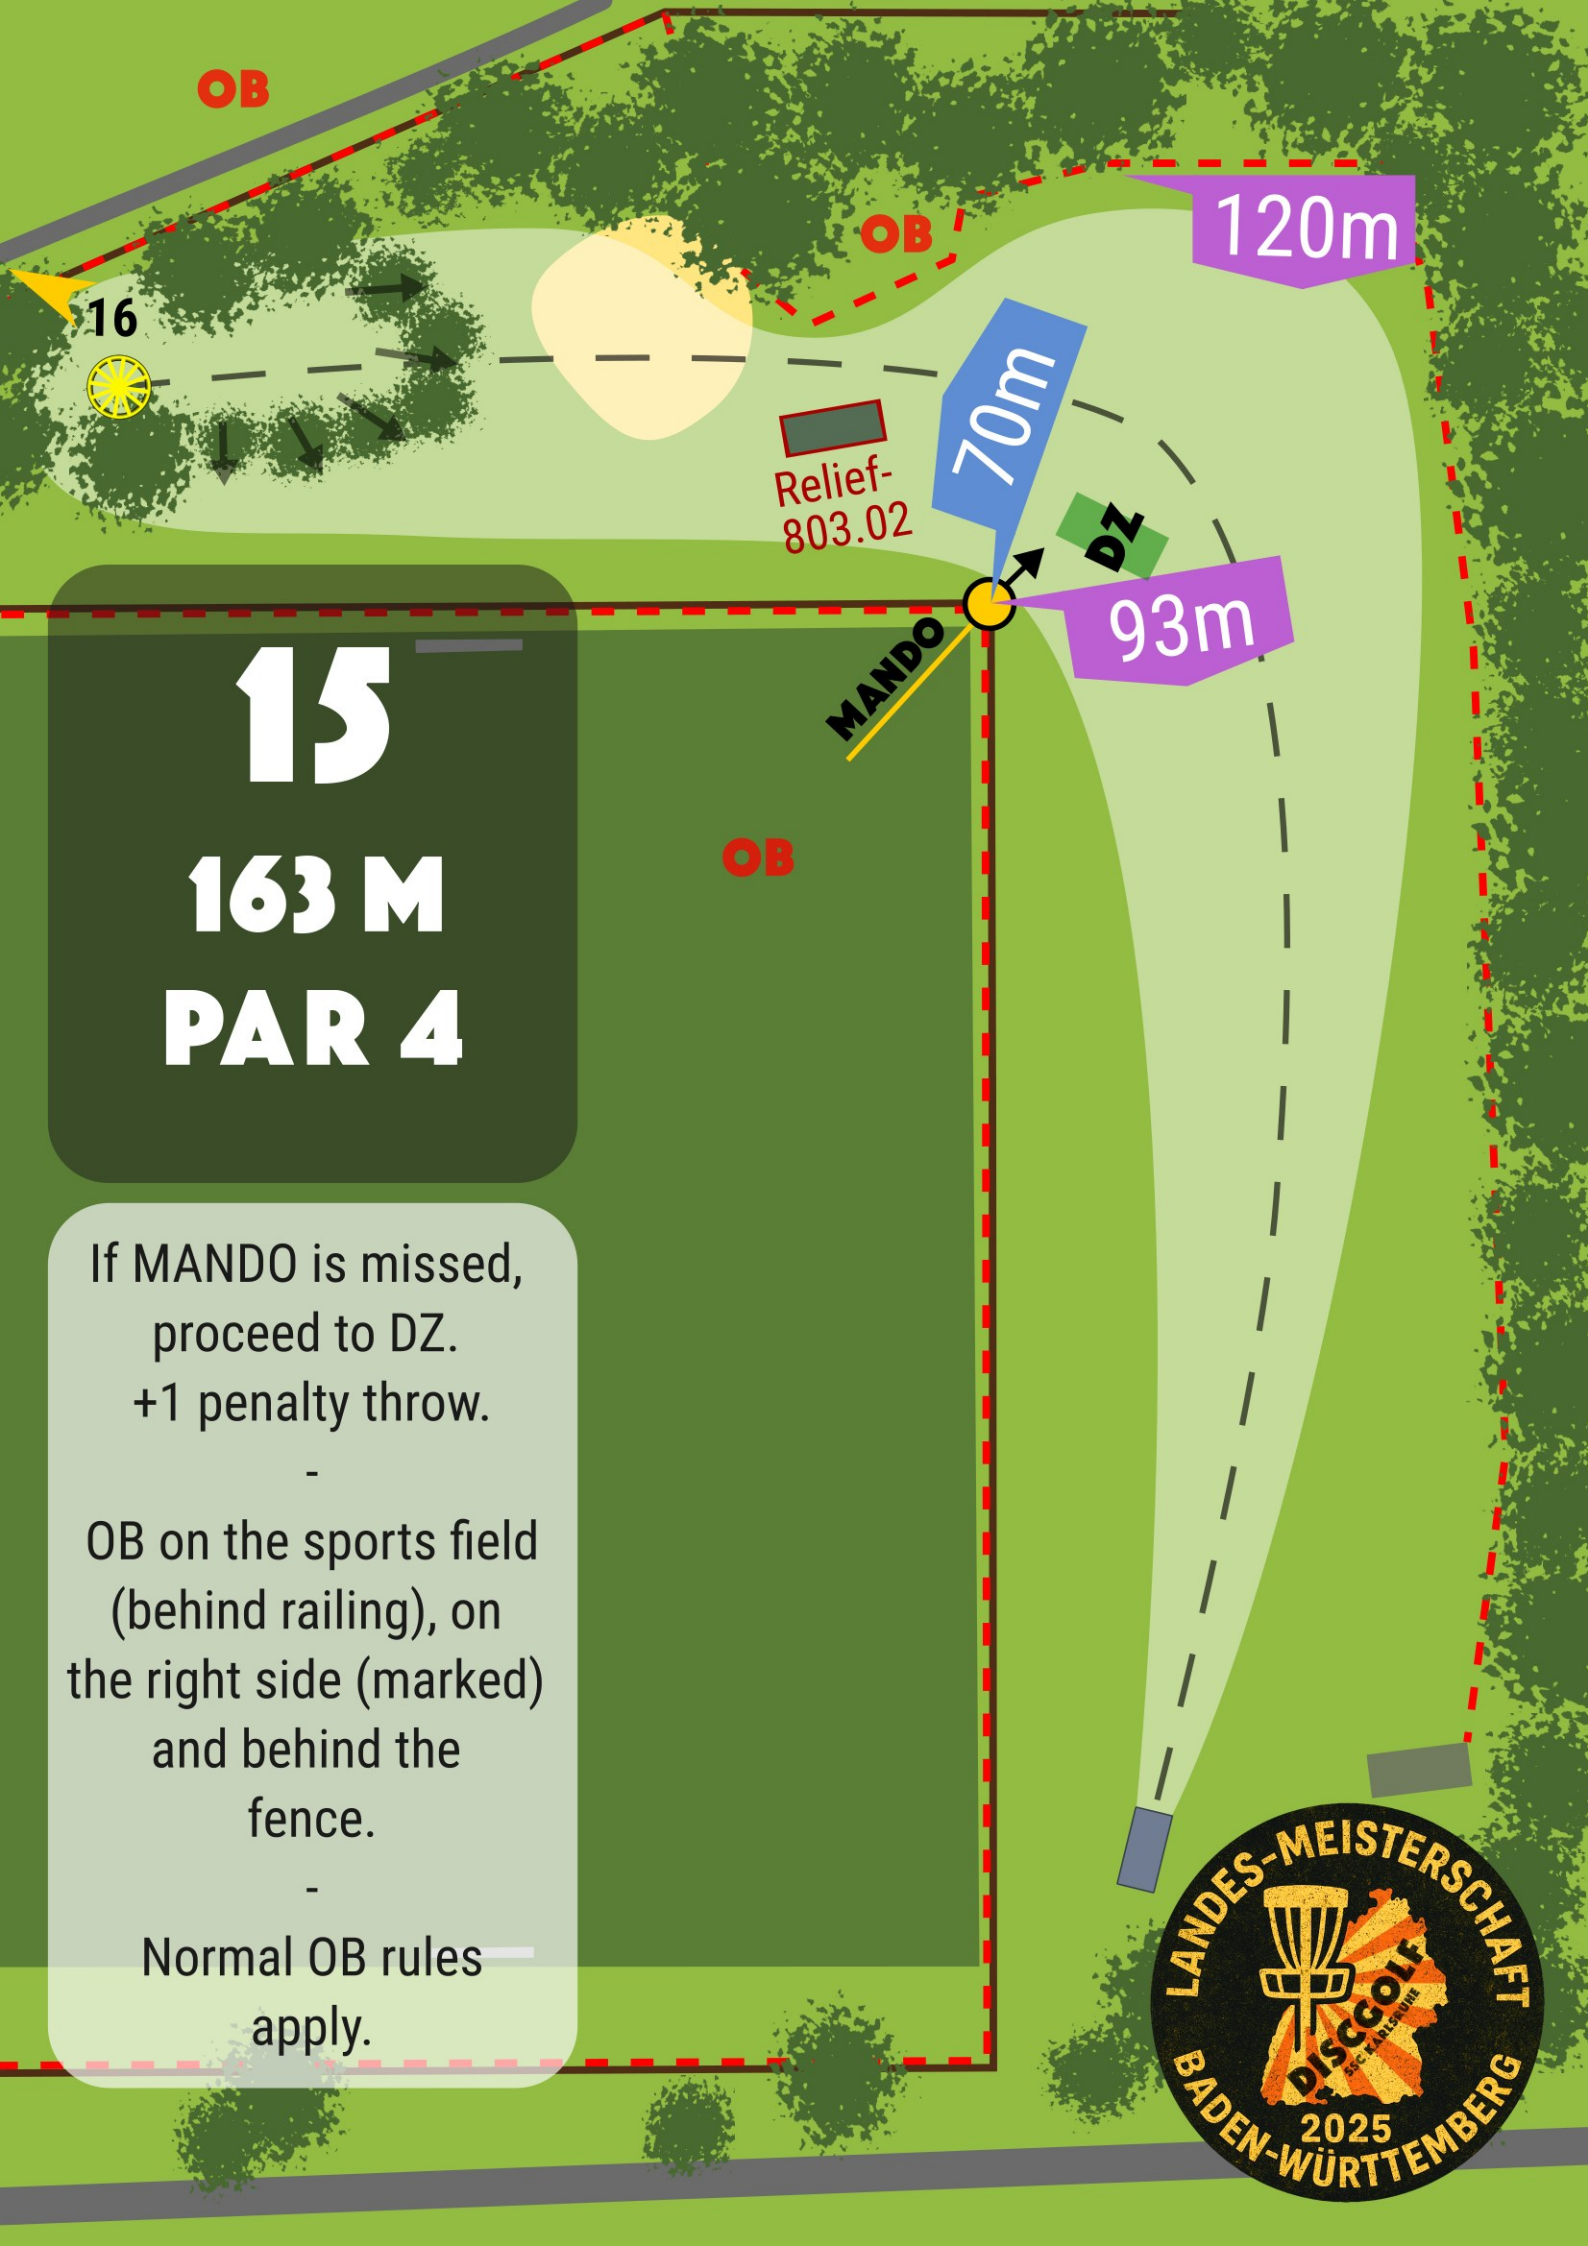 OB
120m
OB
16
70m
Relief-
803.02
DZ
93m
MANDO
15
163 M
PAR 4
OB
If MANDO is missed,
proceed to DZ.
+1 penalty throw.
-
OB on the sports field
(behind railing), on
the right side (marked)
and behind the
fence.
-
Normal OB rules
apply.
LANDES-MEISTERSCHAFT
DISCGOLF
SSC KARLSRUHE
2025
BADEN-WÜRTTEMBERG